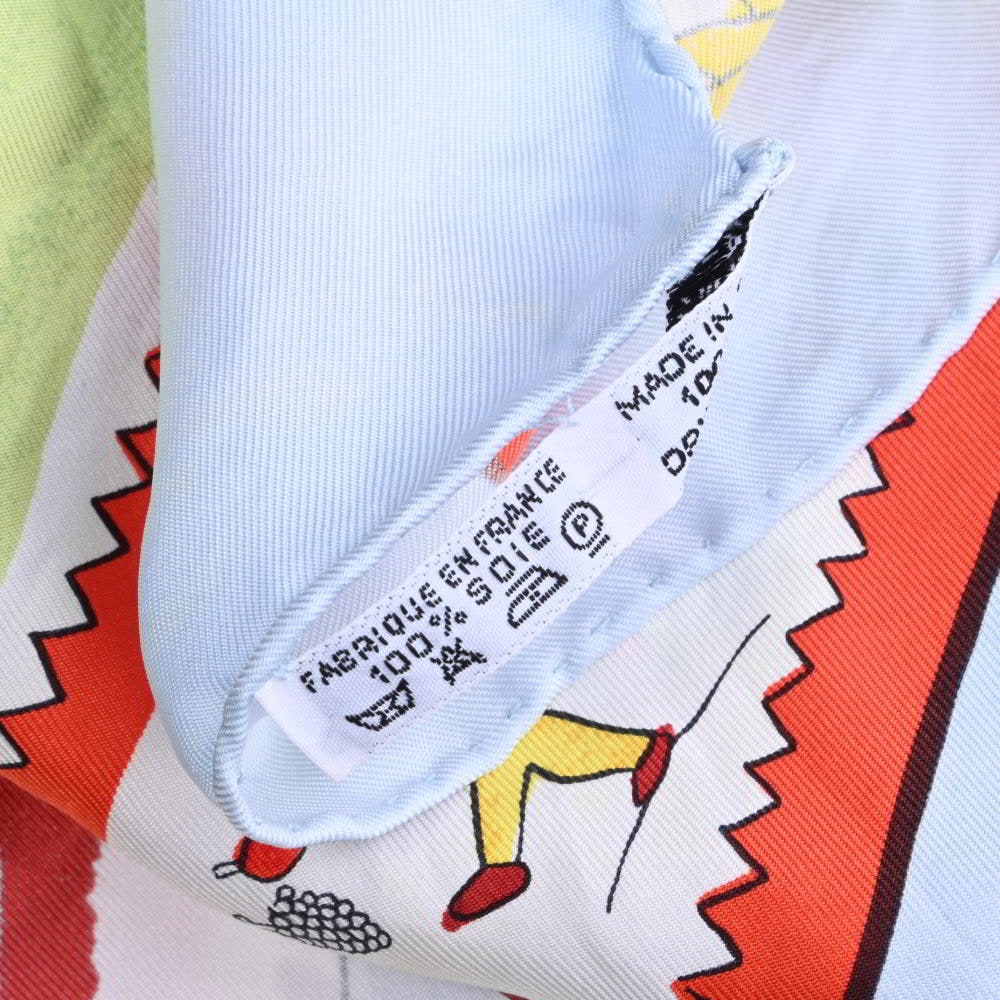 FABRIQUE EN FRANCE
100% SOIE
P
MADE IN